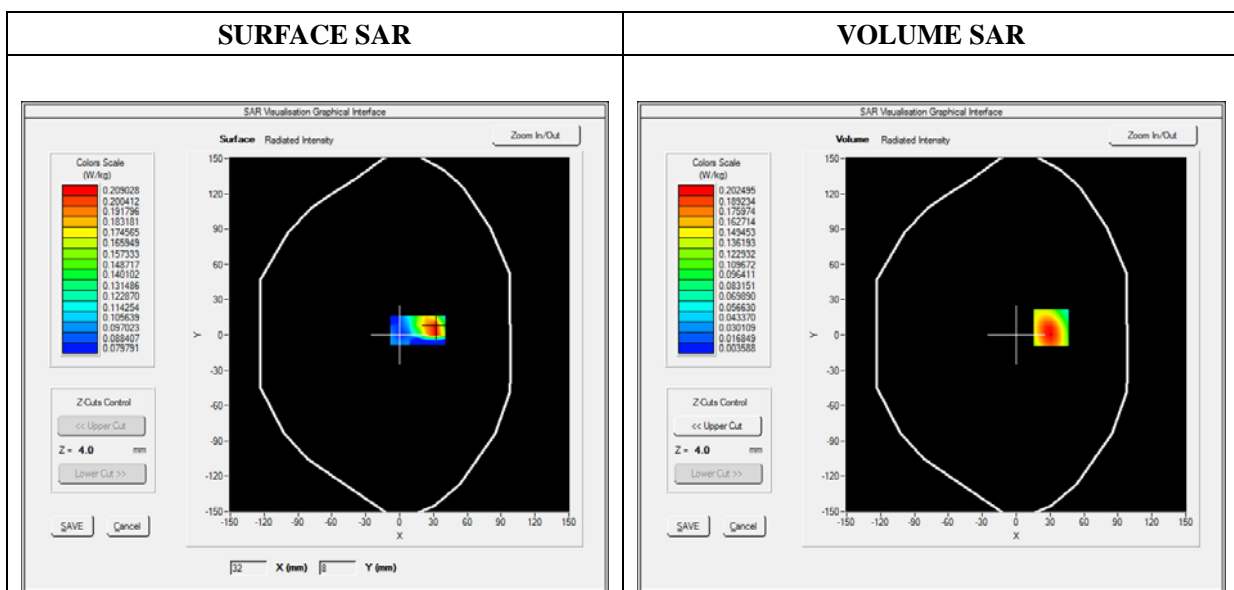 SURFACE SAR
VOLUME SAR
SAR Visualisation Graphical Interface
Surface Radiated Intensity
Zoom In/Out
Colors Scale
(W/kg)
0.209028
0.200412
0.191796
0.183181
0.174565
0.165949
0.157333
0.148717
0.140102
0.131486
0.122870
0.114254
0.105639
0.097023
0.088407
0.079791
Z-Cuts Control
<< Upper Cut
Z = 4.0 mm
Lower Cut >>
SAVE Cancel
150
120
90
60
30
0
-30
-60
-90
-120
-150
Y
-150 -120 -90 -60 -30 0 30 60 90 120 150
X
32 X (mm) 8 Y (mm)
SAR Visualisation Graphical Interface
Volume Radiated Intensity
Zoom In/Out
Colors Scale
(W/kg)
0.202495
0.189234
0.175974
0.162714
0.149453
0.136193
0.122932
0.109672
0.096411
0.083151
0.069890
0.056630
0.043370
0.030109
0.016849
0.003588
Z-Cuts Control
<< Upper Cut
Z = 4.0 mm
Lower Cut >>
SAVE Cancel
150
120
90
60
30
0
-30
-60
-90
-120
-150
Y
-150 -120 -90 -60 -30 0 30 60 90 120 150
X